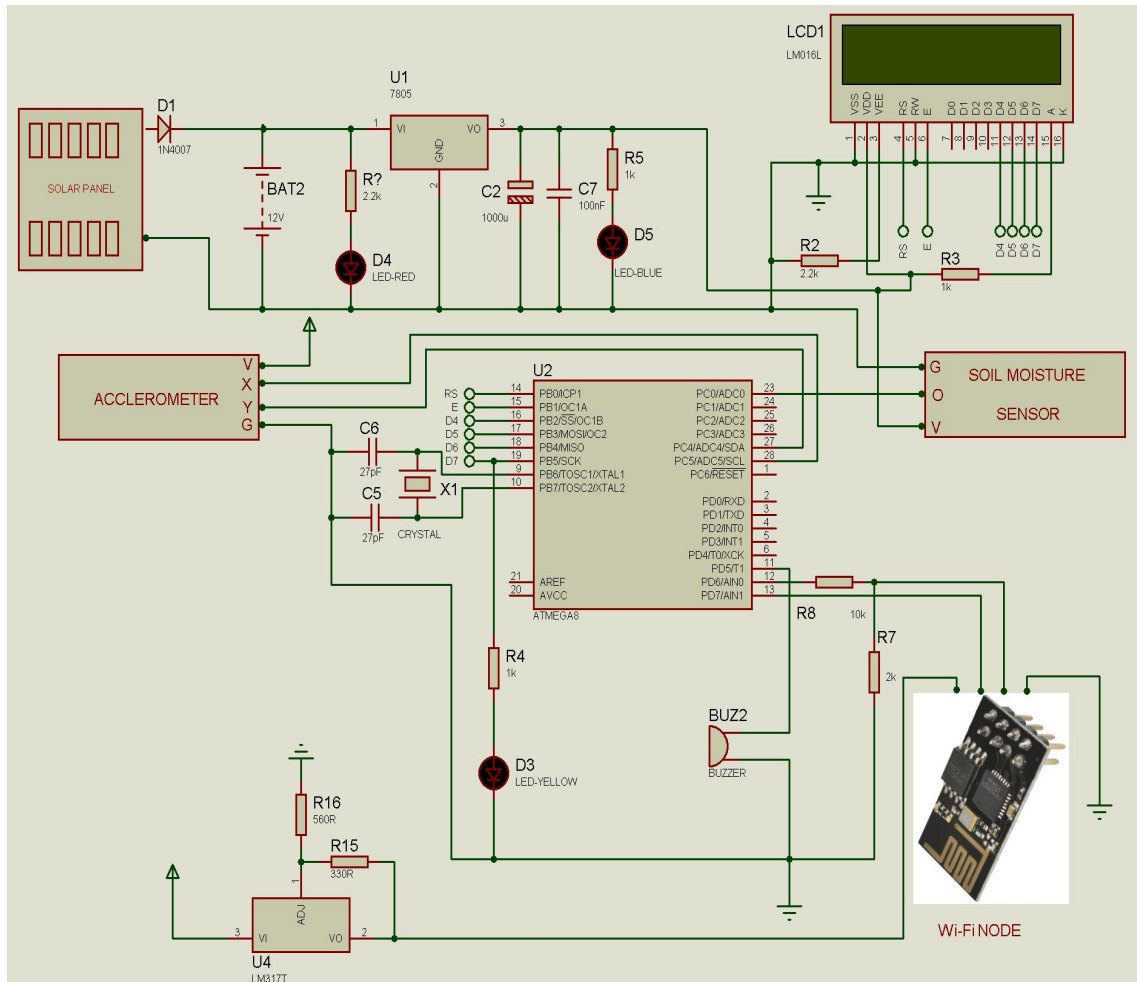 LCD1
LM016L
VSS
VDD
VEE
RS
RW
E
D0
D1
D2
D3
D4
D5
D6
D7
A
K
1
2
3
4
5
6
7
8
9
10
11
12
13
14
15
16
RS
E
D4
D5
D6
D7
SOLAR PANEL
D1
1N4007
BAT2
12V
R?
2.2k
D4
LED-RED
U1
7805
1
VI
VO
3
GND
2
C2
1000u
C7
100nF
R5
1k
D5
LED-BLUE
R2
2.2k
R3
1k
ACCLEROMETER
V
X
Y
G
SOIL MOISTURE
SENSOR
G
O
V
U2
RS
14
PB0/ICP1
E
15
PB1/OC1A
D4
16
PB2/SS/OC1B
D5
17
PB3/MOSI/OC2
D6
18
PB4/MISO
D7
19
PB5/SCK
9
PB6/TOSC1/XTAL1
10
PB7/TOSC2/XTAL2
21
AREF
20
AVCC
PC0/ADC0
23
PC1/ADC1
24
PC2/ADC2
25
PC3/ADC3
26
PC4/ADC4/SDA
27
PC5/ADC5/SCL
28
PC6/RESET
1
PD0/RXD
2
PD1/TXD
3
PD2/INT0
4
PD3/INT1
5
PD4/T0/XCK
6
PD5/T1
11
PD6/AIN0
12
PD7/AIN1
13
ATMEGA8
C6
27pF
C5
27pF
X1
CRYSTAL
R8
10k
R7
2k
R4
1k
D3
LED-YELLOW
BUZ2
BUZZER
R16
560R
R15
330R
1
ADJ
3
VI
VO
2
U4
LM317T
Wi-Fi NODE